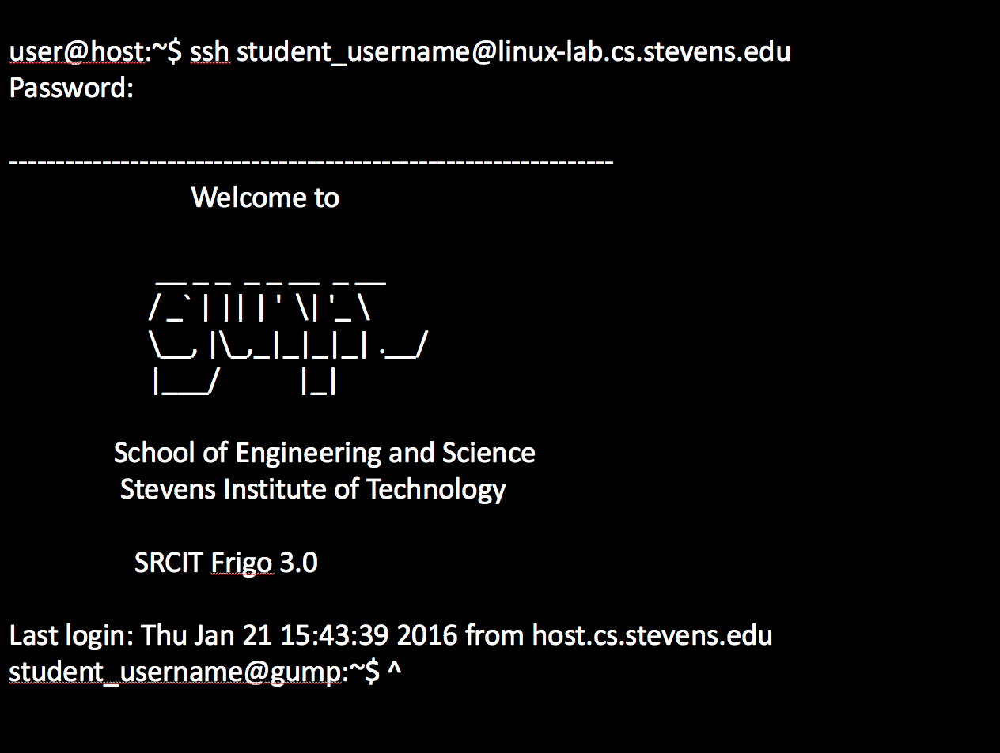 user@host:~$ ssh student_username@linux-lab.cs.stevens.edu
Password:
-----------------------------------------------------------------
Welcome to
__ _ _ _ _ __ _ __
/ _` | | | | ' \| '_ \
\__, |\_,_|_|_|_| .__/
|___/ |_|
School of Engineering and Science
Stevens Institute of Technology
SRCIT Frigo 3.0
Last login: Thu Jan 21 15:43:39 2016 from host.cs.stevens.edu
student_username@gump:~$ ^